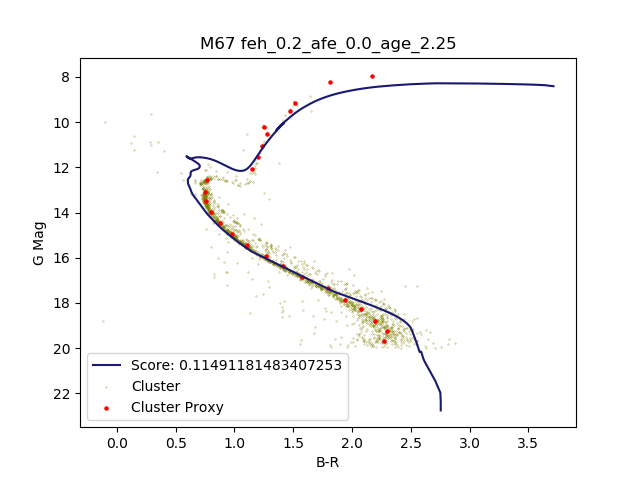 M67 feh_0.2_afe_0.0_age_2.25
8
10
12
14
16
18
20
22
G Mag
Score: 0.11491181483407253
Cluster
Cluster Proxy
0.0 0.5 1.0 1.5 2.0 2.5 3.0 3.5
B-R